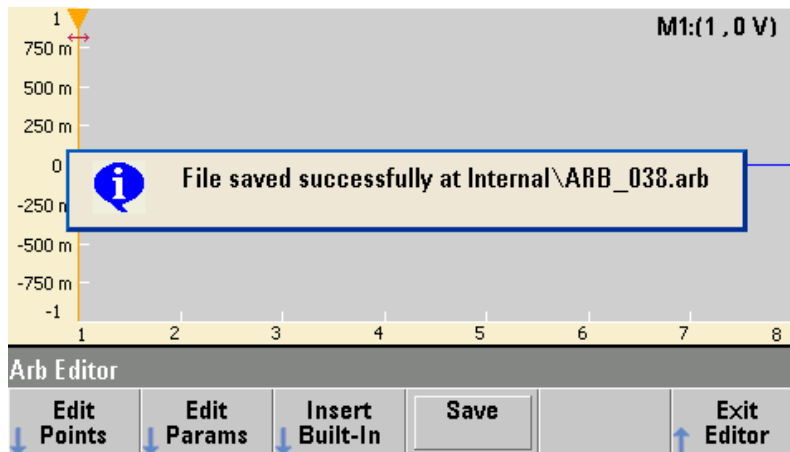 1
M1:(1 , 0 V)
750 m
500 m
250 m
0
File saved successfully at Internal\ARB_038.arb
-250 m
-500 m
-750 m
-1
1 2 3 4 5 6 7 8
Arb Editor
Edit Points
Edit Params
Insert Built-In
Save
Exit Editor